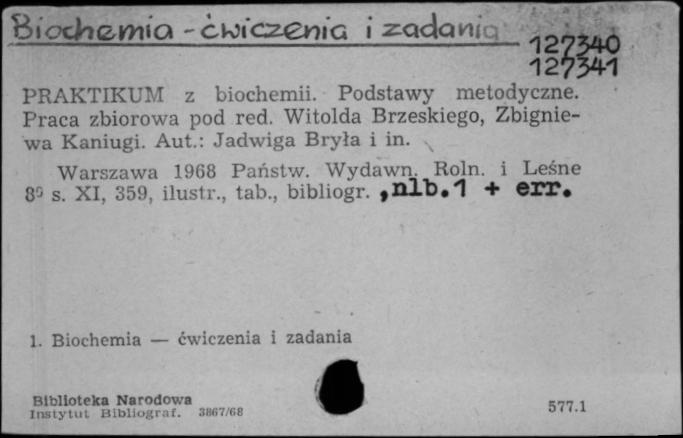 Biochemia - ćwiczenia i zadania
127340
127341
PRAKTIKUM z biochemii. Podstawy metodyczne.
Praca zbiorowa pod red. Witolda Brzeskiego, Zbignie-
wa Kaniugi. Aut.: Jadwiga Bryła i in.
Warszawa 1968 Państw. Wydawn. Roln. i Leśne
8⁰ s. XI, 359, ilustr., tab., bibliogr. , nlb. 1 + err.
1. Biochemia — ćwiczenia i zadania
Biblioteka Narodowa
Instytut Bibliograf. 3867/68
577.1